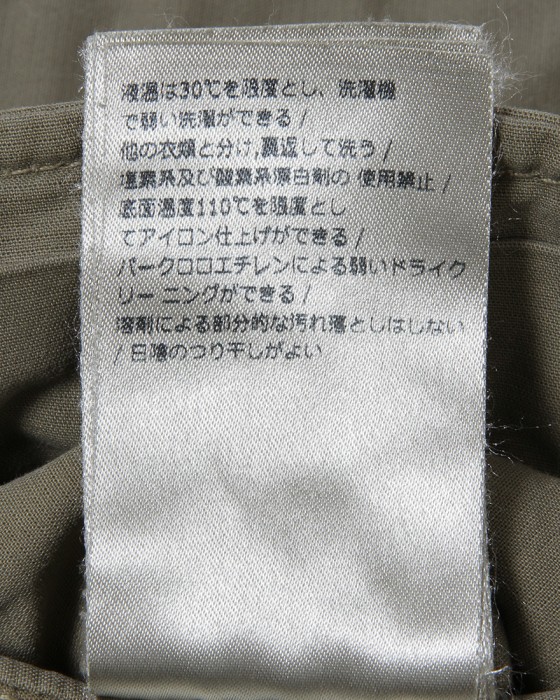 液温は30℃を限度とし、洗濯機
で弱い洗濯ができる /
他の衣類と分け,裏返して洗う /
塩素系及び酸素系漂白剤の 使用禁止 /
底面温度110℃を限度とし
てアイロン仕上げができる /
パークロロエチレンによる弱いドライク
リー ニングができる /
溶剤による部分的な汚れ落としはしない
/ 日陰のつり干しがよい